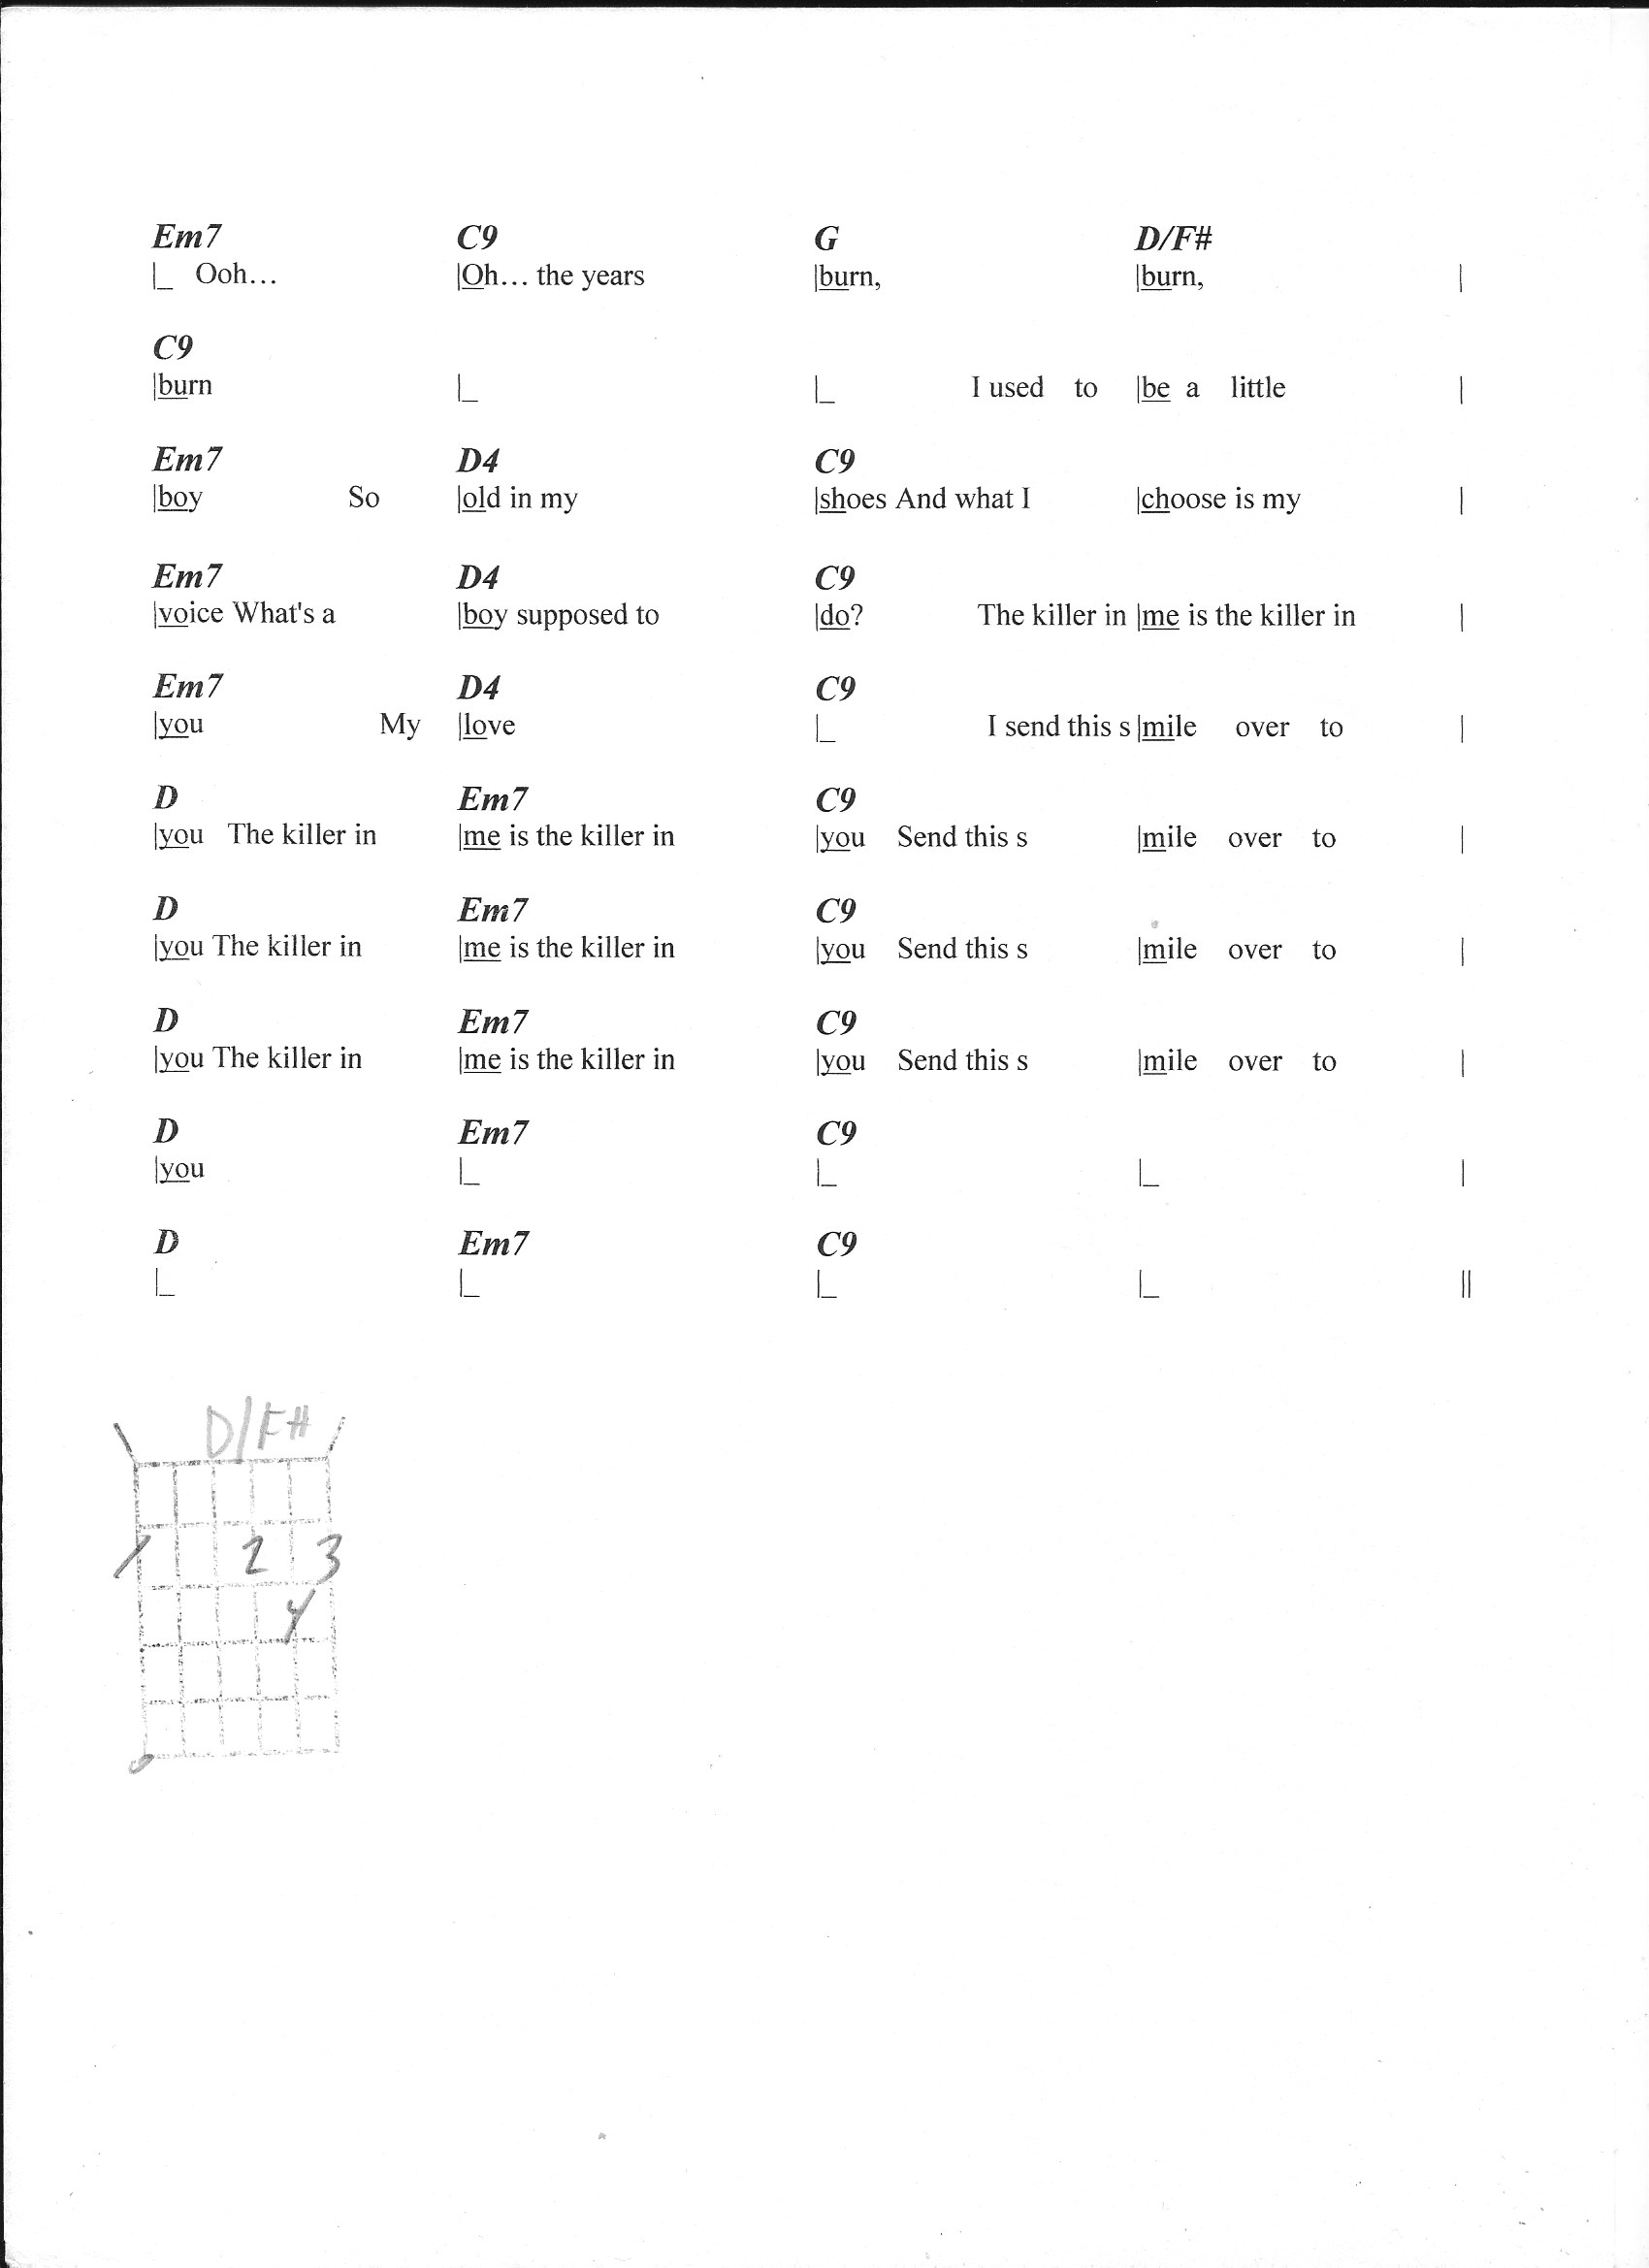 Em7 C9 G D/F#
|_ Ooh... |Oh... the years |burn, |burn, |
C9
|burn |_ |_ I used to |be a little |
Em7 D4 C9
|boy So |old in my |shoes And what I |choose is my |
Em7 D4 C9
|voice What's a |boy supposed to |do? The killer in |me is the killer in |
Em7 D4 C9
|you My |love |_ I send this s |mile over to |
D Em7 C9
|you The killer in |me is the killer in |you Send this s |mile over to |
D Em7 C9
|you The killer in |me is the killer in |you Send this s |mile over to |
D Em7 C9
|you The killer in |me is the killer in |you Send this s |mile over to |
D Em7 C9
|you |_ |_ |_ |
D Em7 C9
|_ |_ |_ |_ ||
D/F#
1 2 3
4